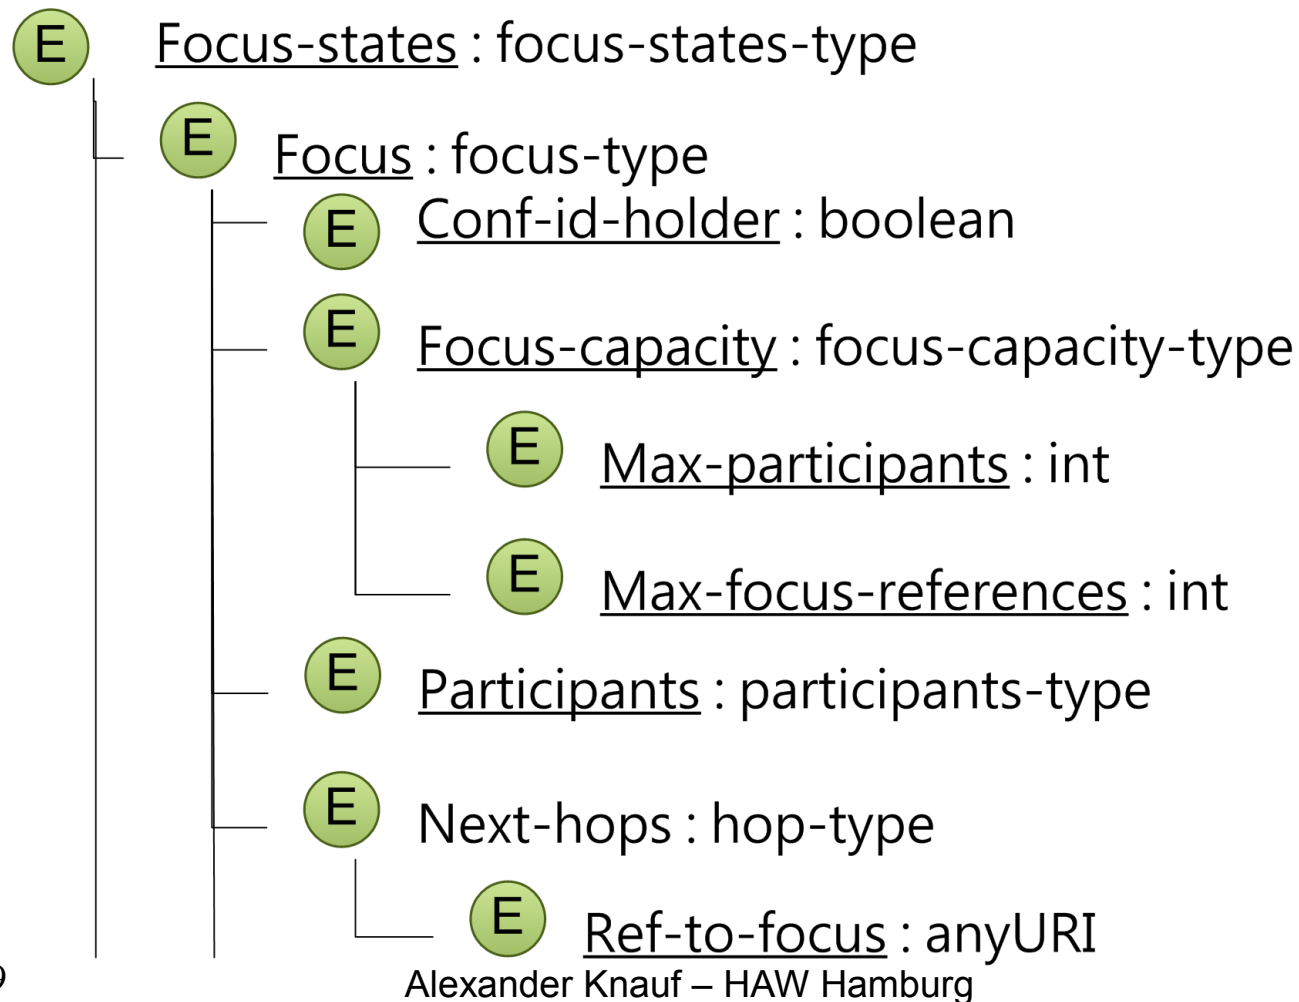 E Focus-states : focus-states-type
E Focus : focus-type
E Conf-id-holder : boolean
E Focus-capacity : focus-capacity-type
E Max-participants : int
E Max-focus-references : int
E Participants : participants-type
E Next-hops : hop-type
E Ref-to-focus : anyURI
Alexander Knauf – HAW Hamburg